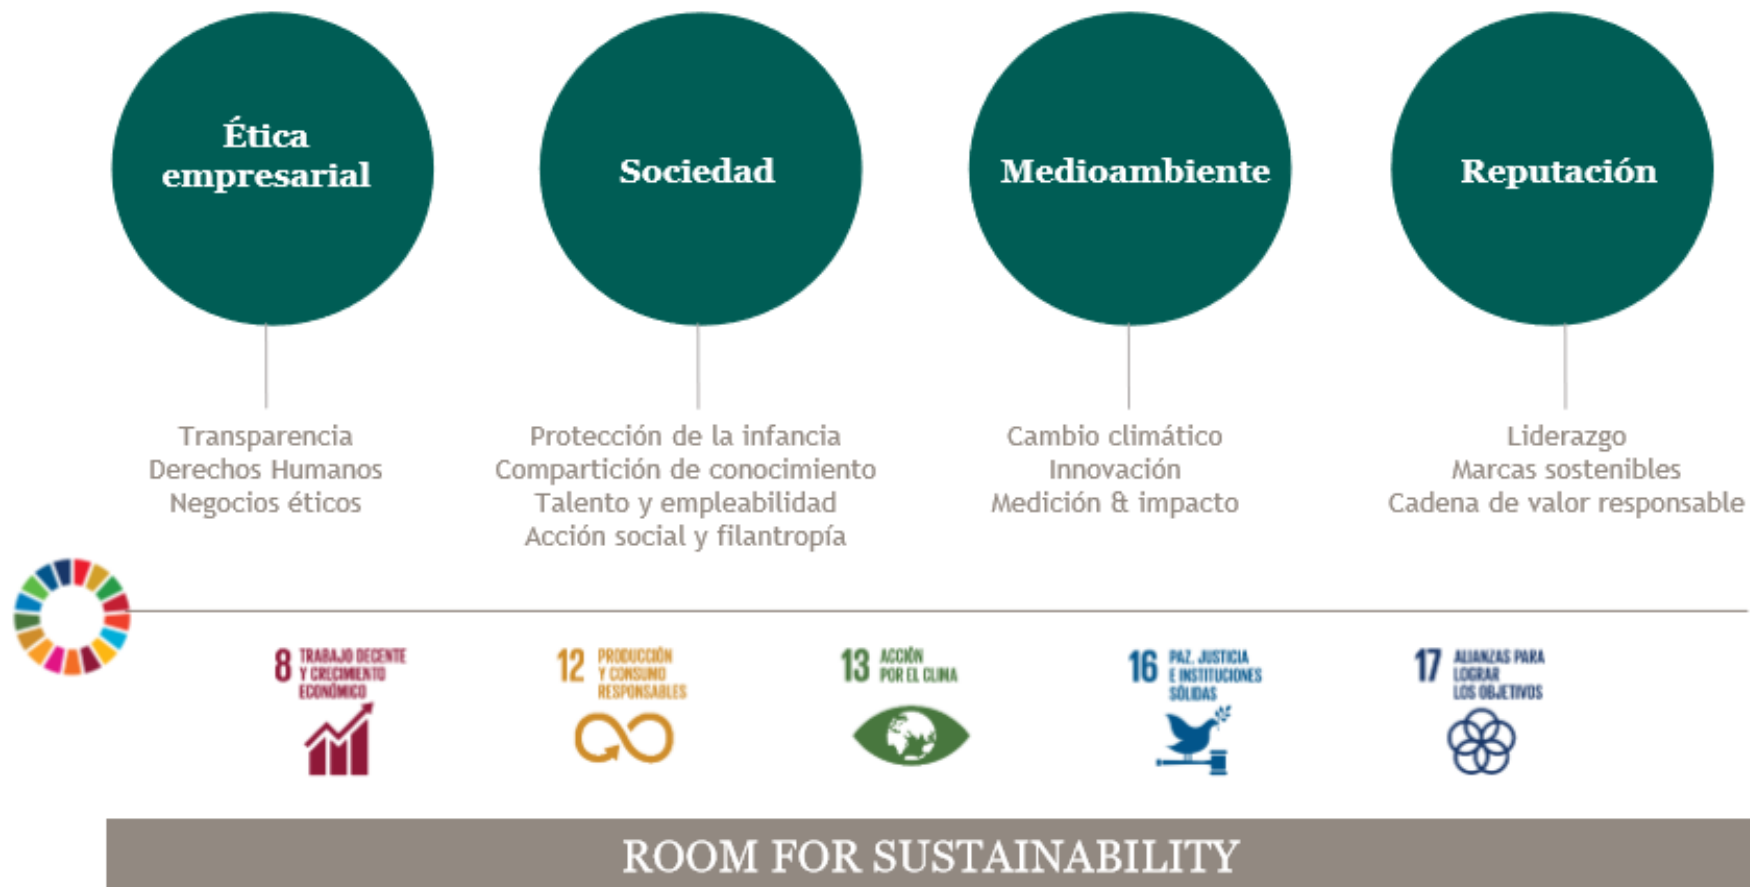 Ética
empresarial
Sociedad
Medioambiente
Reputación
Transparencia
Derechos Humanos
Negocios éticos
Protección de la infancia
Compartición de conocimiento
Talento y empleabilidad
Acción social y filantropía
Cambio climático
Innovación
Medición & impacto
Liderazgo
Marcas sostenibles
Cadena de valor responsable
8 TRABAJO DECENTE
Y CRECIMIENTO
ECONÓMICO
12 PRODUCCIÓN
Y CONSUMO
RESPONSABLES
13 ACCIÓN
POR EL CLIMA
16 PAZ, JUSTICIA
E INSTITUCIONES
SÓLIDAS
17 ALIANZAS PARA
LOGRAR
LOS OBJETIVOS
ROOM FOR SUSTAINABILITY